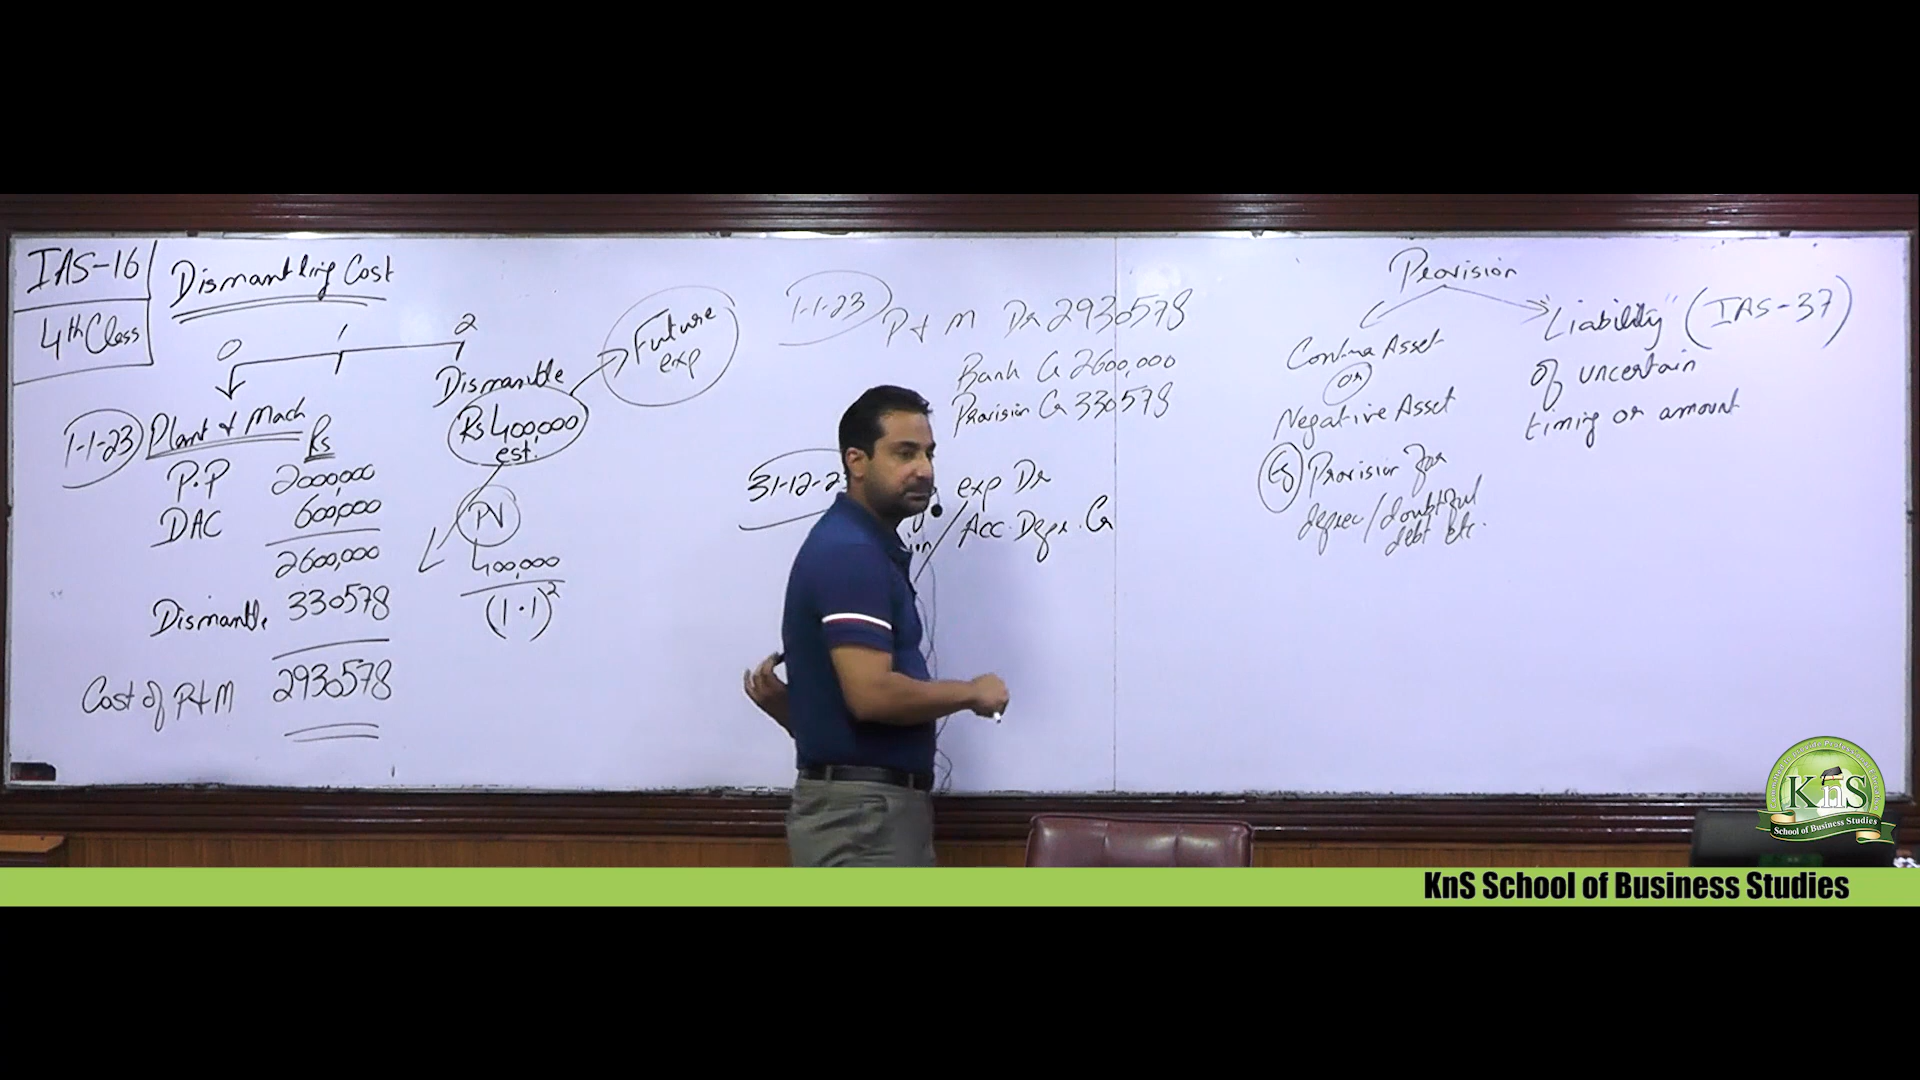 IAS-16
4th Class
Dismantling Cost
0 1 2
Dismantle
Rs 400,000
est.
Future
exp
1-1-23
Plant & Mach
Rs
P.P 2000,000
DAC 600,000
2600,000
Dismantle 330578
Cost of P&M 2930578
PV
400,000
(1.1)²
1-1-23
P & M Dr 2930578
Bank Cr 2600,000
Provision Cr 330578
31-12-2
exp Dr
Acc. Depr. Cr
Provision
Contra Asset
or
Negative Asset
Eg Provision for
deprec/doubtful
debt etc.
"Liability" (IAS-37)
of uncertain
timing or amount
KnS
School of Business Studies
KnS School of Business Studies